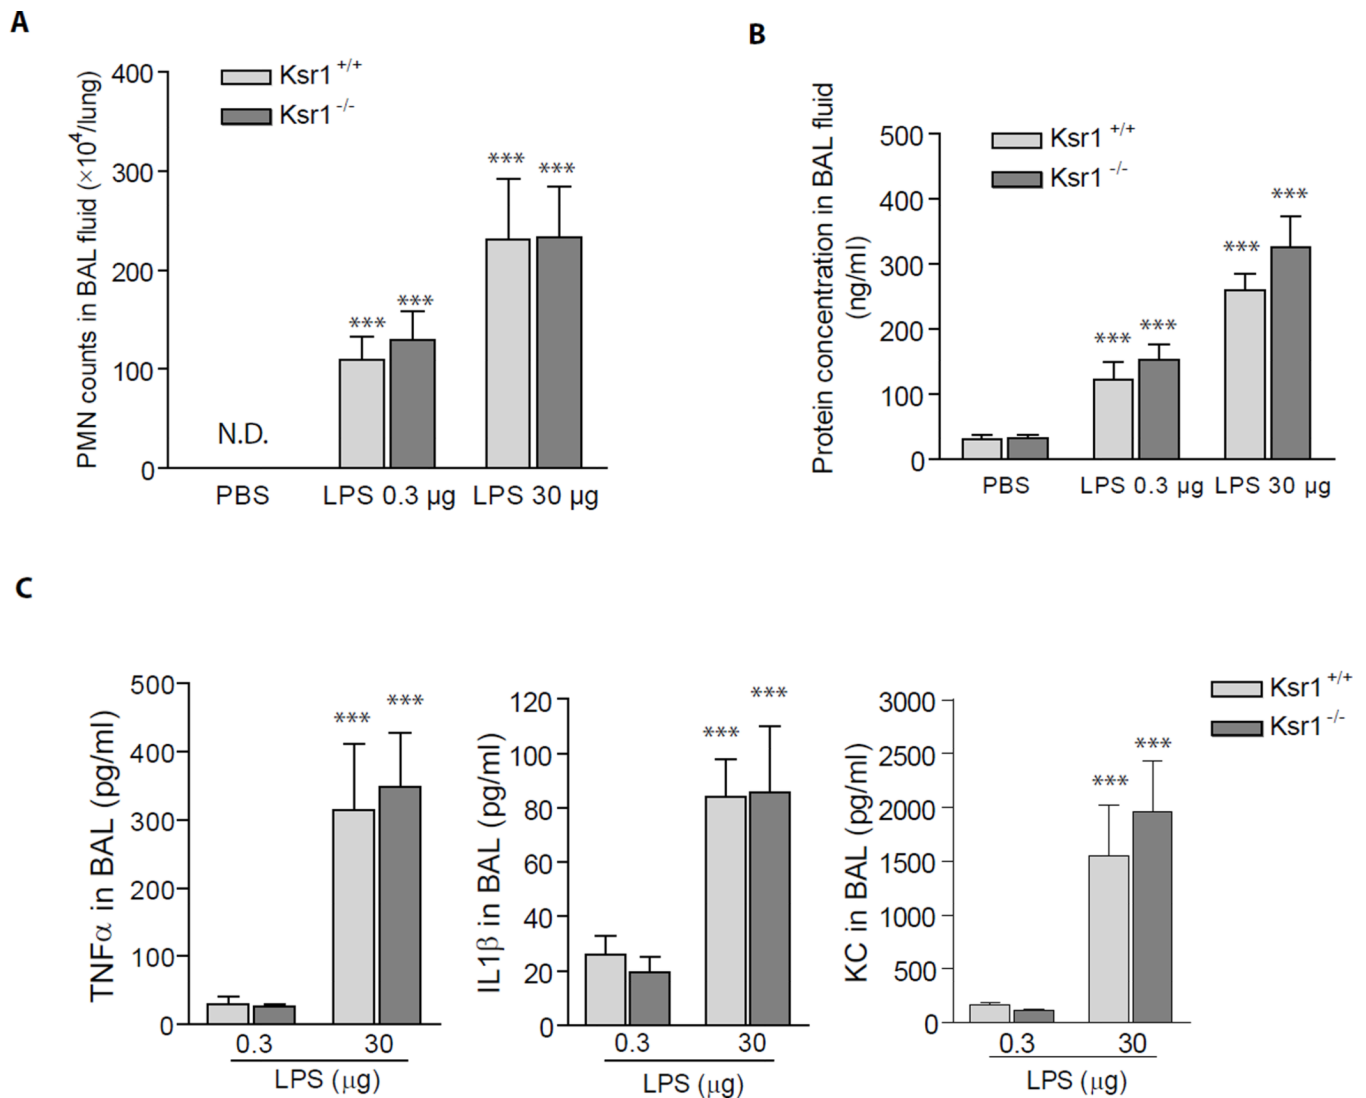 A
PMN counts in BAL fluid (×10⁴/lung)
400
300
200
100
0
Ksr1 +/+
Ksr1 -/-
N.D.
***
***
***
***
PBS
LPS 0.3 µg
LPS 30 µg
B
Protein concentration in BAL fluid
(ng/ml)
500
400
300
200
100
0
Ksr1 +/+
Ksr1 -/-
***
***
***
***
PBS
LPS 0.3 µg
LPS 30 µg
C
TNFα in BAL (pg/ml)
500
400
300
200
100
0
***
***
0.3
30
LPS (µg)
IL1β in BAL (pg/ml)
120
100
80
60
40
20
0
***
***
0.3
30
LPS (µg)
KC in BAL (pg/ml)
3000
2500
2000
1500
1000
500
0
***
***
0.3
30
LPS (µg)
Ksr1 +/+
Ksr1 -/-